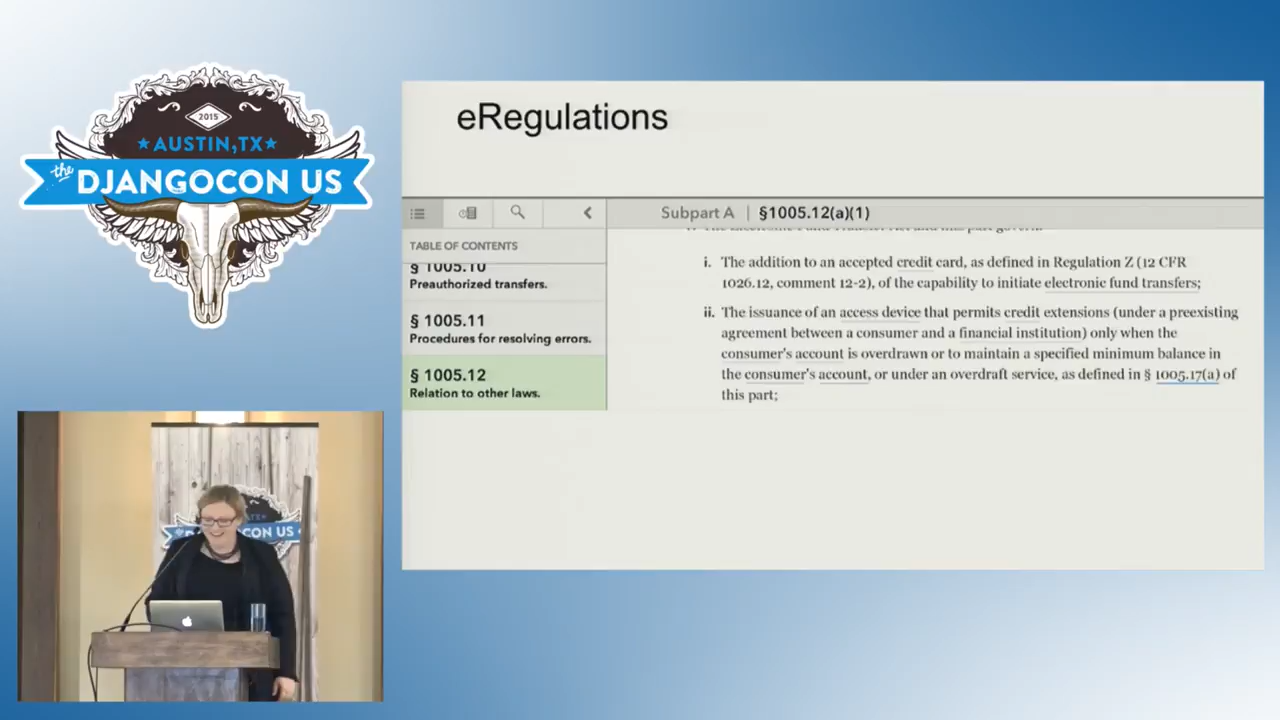 2015
AUSTIN,TX
the
DJANGOCON US
eRegulations
Subpart A | §1005.12(a)(1)
TABLE OF CONTENTS
§ 1005.10
Preauthorized transfers.
§ 1005.11
Procedures for resolving errors.
§ 1005.12
Relation to other laws.
i. The addition to an accepted credit card, as defined in Regulation Z (12 CFR
1026.12, comment 12-2), of the capability to initiate electronic fund transfers;
ii. The issuance of an access device that permits credit extensions (under a preexisting
agreement between a consumer and a financial institution) only when the
consumer's account is overdrawn or to maintain a specified minimum balance in
the consumer's account, or under an overdraft service, as defined in § 1005.17(a) of
this part;
CON US